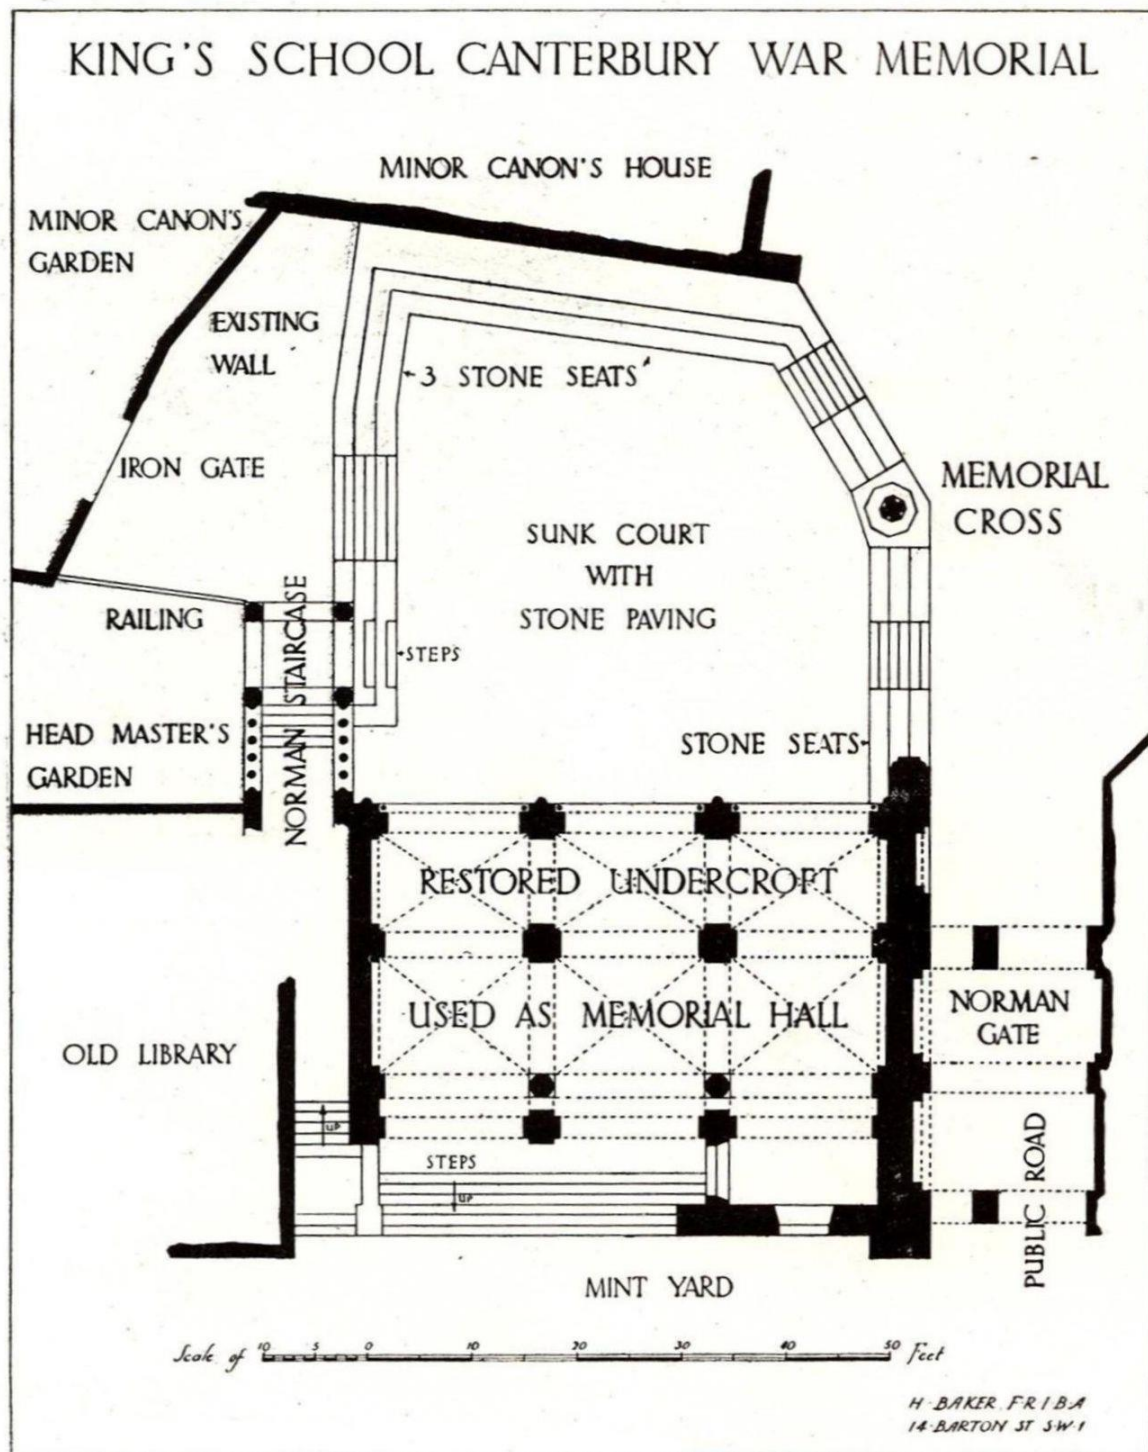 KING'S SCHOOL CANTERBURY WAR MEMORIAL
MINOR CANON'S HOUSE
MINOR CANON'S
GARDEN
EXISTING
WALL
3 STONE SEATS
IRON GATE
MEMORIAL
CROSS
SUNK COURT
WITH
STONE PAVING
RAILING
NORMAN STAIRCASE
STEPS
HEAD MASTER'S
GARDEN
STONE SEATS
RESTORED UNDERCROFT
USED AS MEMORIAL HALL
NORMAN
GATE
OLD LIBRARY
UP
STEPS
UP
PUBLIC ROAD
MINT YARD
Scale of 10 5 0 10 20 30 40 50 Feet
H·BAKER F·R·I·B·A
14·BARTON ST S·W·1